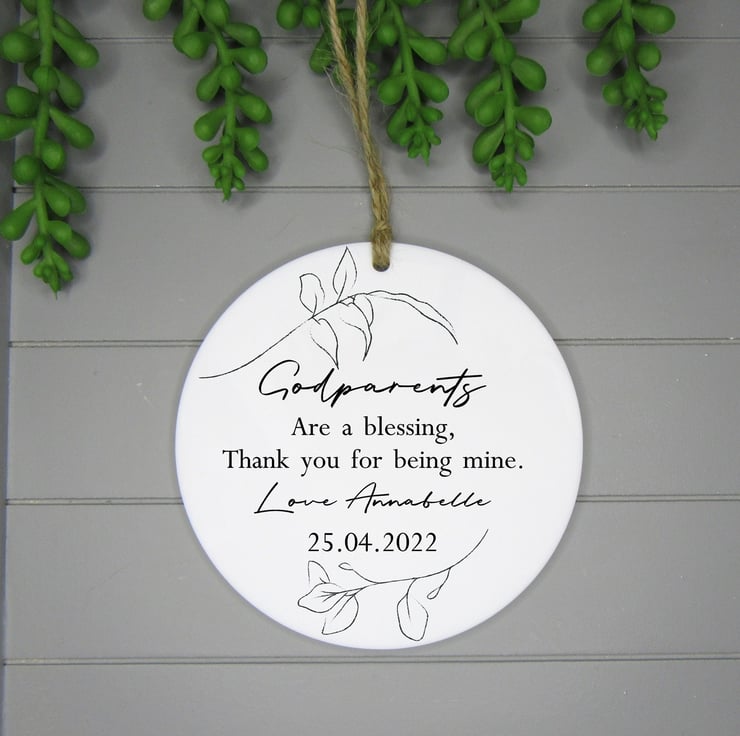 Godparents
Are a blessing,
Thank you for being mine.
Love Annabelle
25.04.2022